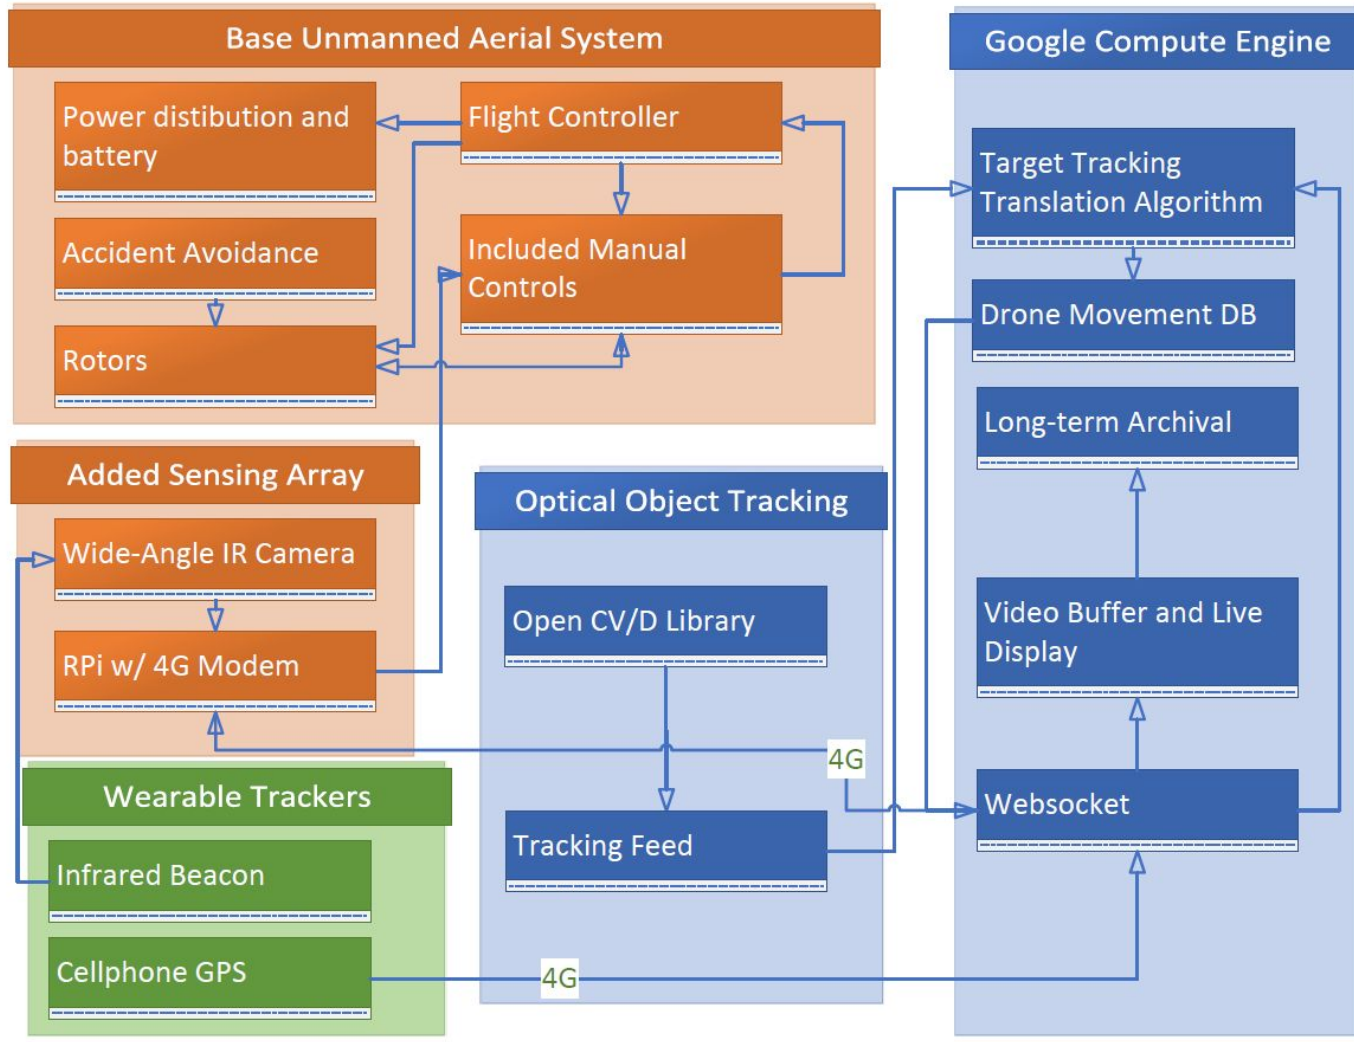 Base Unmanned Aerial System
Power distibution and
battery
Flight Controller
Accident Avoidance
Included Manual
Controls
Rotors
Added Sensing Array
Wide-Angle IR Camera
RPi w/ 4G Modem
Wearable Trackers
Infrared Beacon
Cellphone GPS
4G
Optical Object Tracking
Open CV/D Library
Tracking Feed
4G
Google Compute Engine
Target Tracking
Translation Algorithm
Drone Movement DB
Long-term Archival
Video Buffer and Live
Display
Websocket